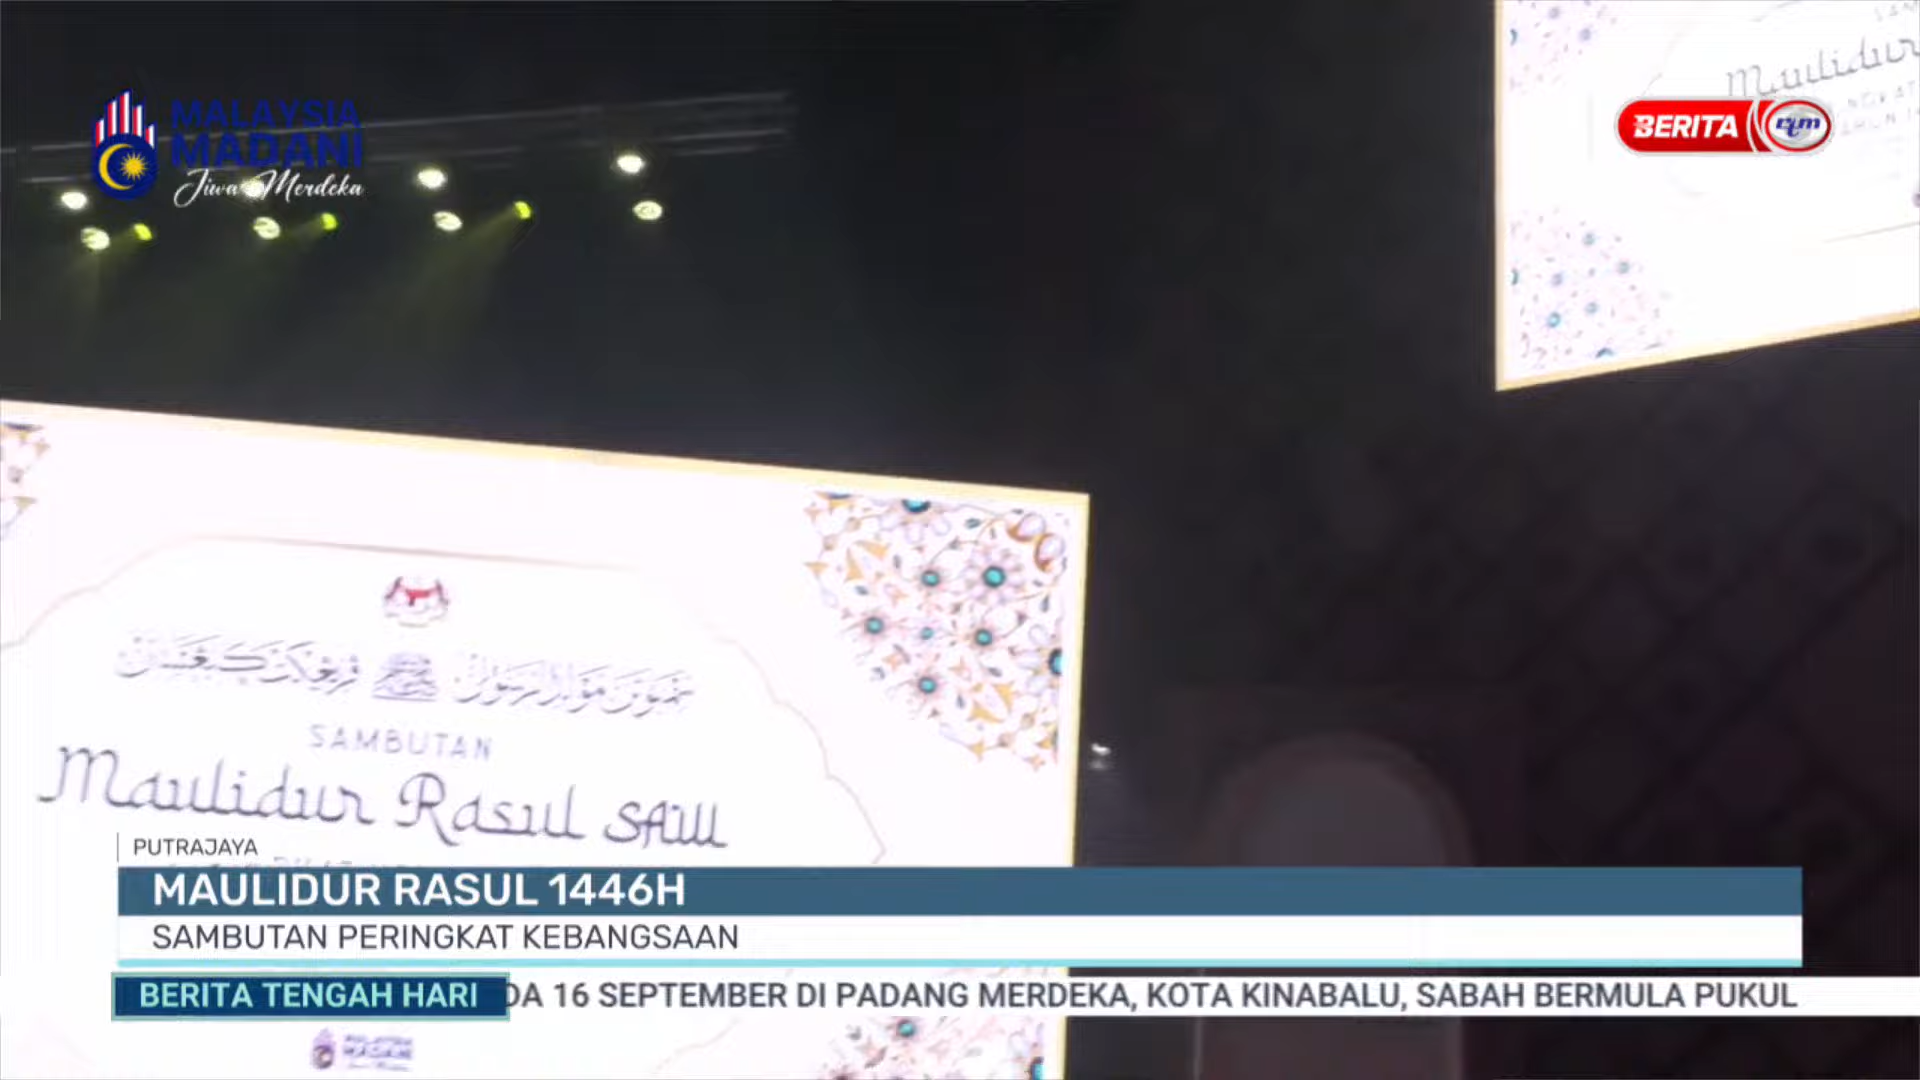 MALAYSIA
MADANI
Jiwa Merdeka
BERITA rtm
Maulidur
SAMBUTAN
Maulidur Rasul SAW
PUTRAJAYA
MAULIDUR RASUL 1446H
SAMBUTAN PERINGKAT KEBANGSAAN
BERITA TENGAH HARI
DA 16 SEPTEMBER DI PADANG MERDEKA, KOTA KINABALU, SABAH BERMULA PUKUL